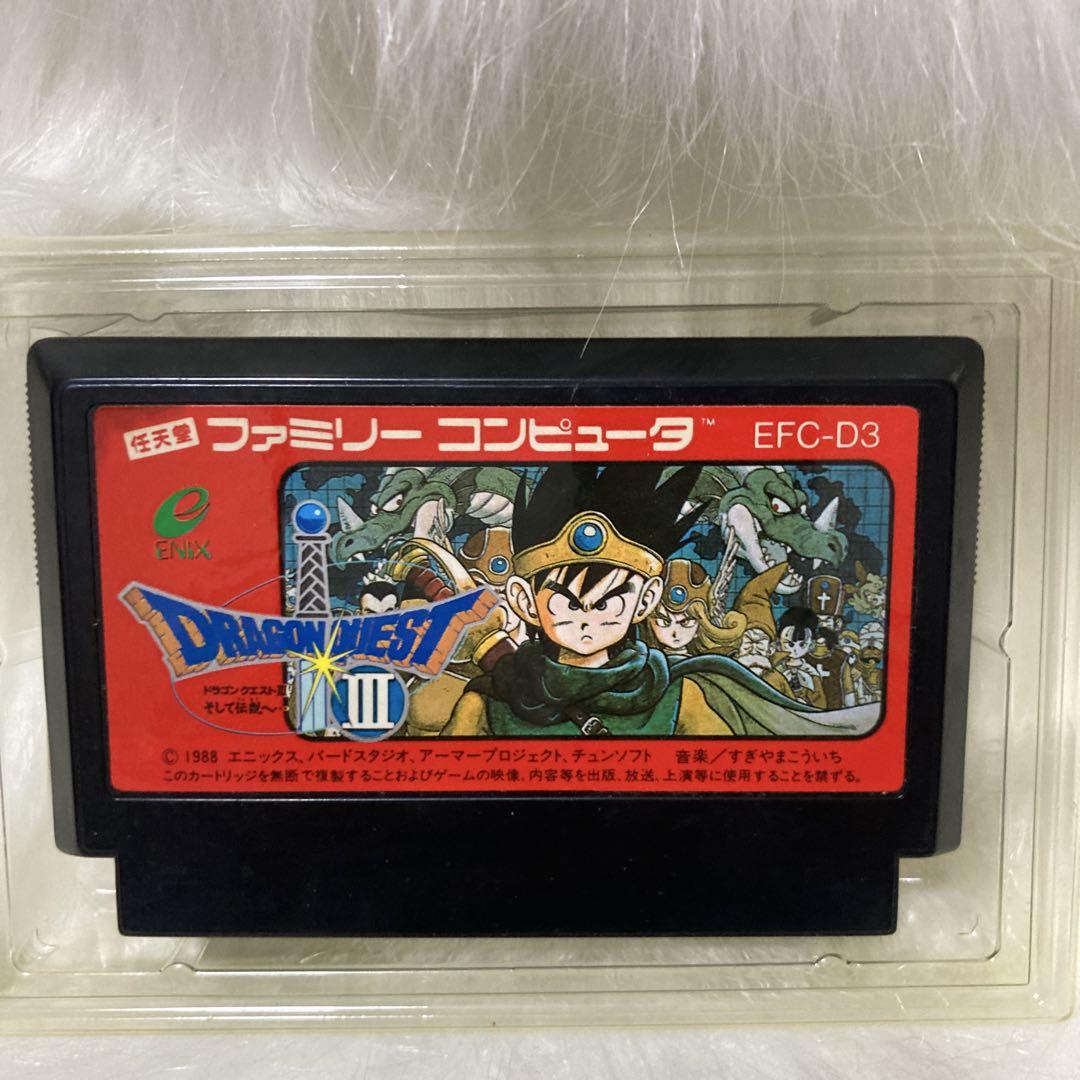 任天堂 ファミリー コンピュータ™ EFC-D3
ENIX
DRAGON QUEST
III
ドラゴンクエストIII
そして伝説へ…
© 1988 エニックス、バードスタジオ、アーマープロジェクト、チュンソフト 音楽／すぎやまこういち
このカートリッジを無断で複製することおよびゲームの映像、内容等を出版、放送、上演等に使用することを禁ずる。